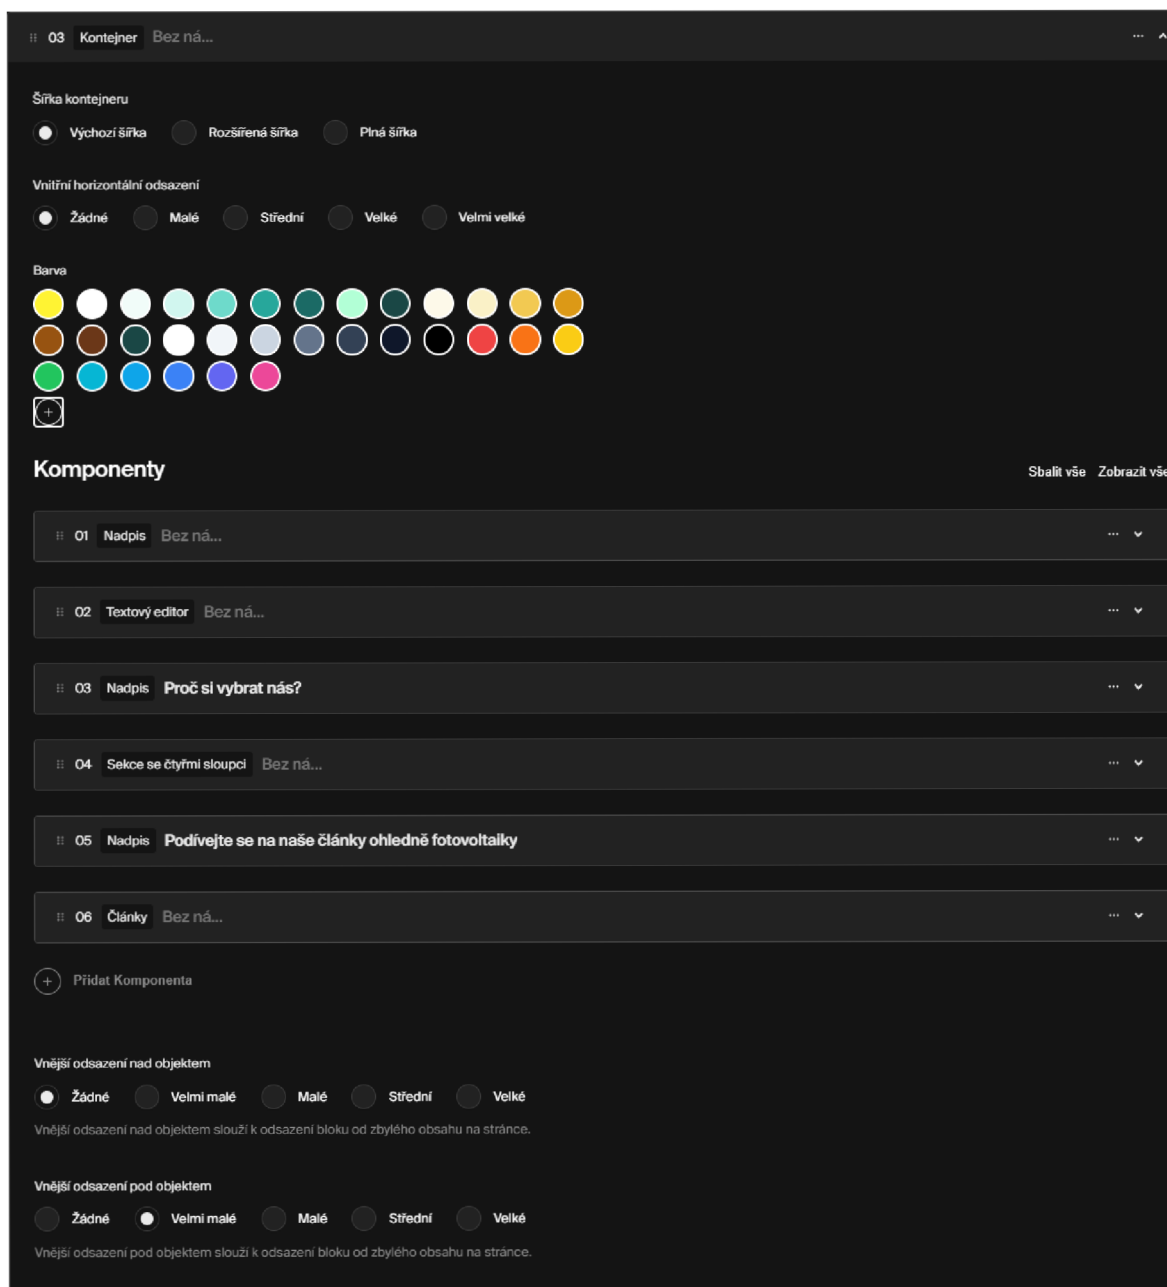 03 Kontejner Bez ná...
Šířka kontejneru
Výchozí šířka Rozšířená šířka Plná šířka
Vnitřní horizontální odsazení
Žádné Malé Střední Velké Velmi velké
Barva
Komponenty Sbalit vše Zobrazit vše
01 Nadpis Bez ná...
02 Textový editor Bez ná...
03 Nadpis Proč si vybrat nás?
04 Sekce se čtyřmi sloupci Bez ná...
05 Nadpis Podívejte se na naše články ohledně fotovoltaiky
06 Články Bez ná...
Přidat Komponenta
Vnější odsazení nad objektem
Žádné Velmi malé Malé Střední Velké
Vnější odsazení nad objektem slouží k odsazení bloku od zbylého obsahu na stránce.
Vnější odsazení pod objektem
Žádné Velmi malé Malé Střední Velké
Vnější odsazení pod objektem slouží k odsazení bloku od zbylého obsahu na stránce.